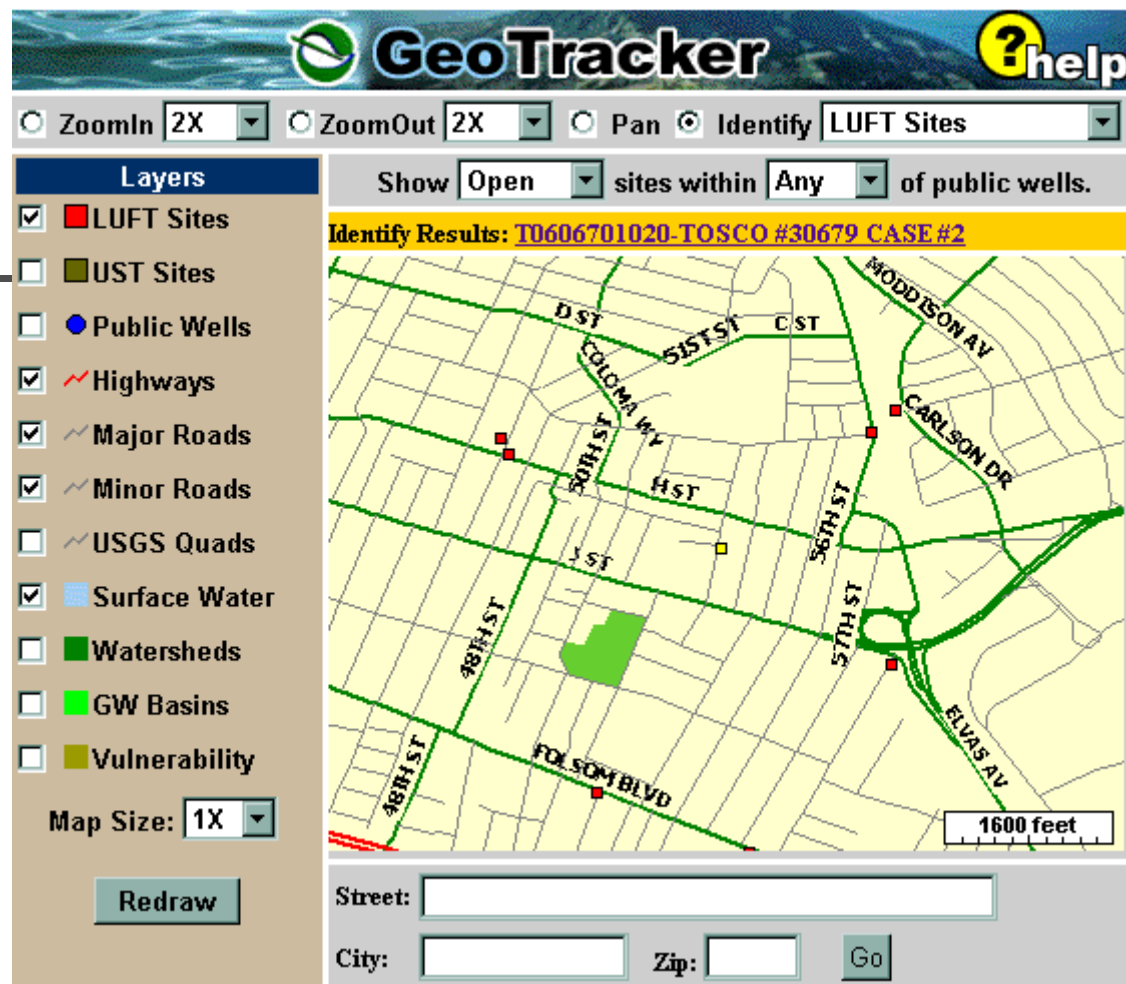 GeoTracker ?help
ZoomIn 2X ZoomOut 2X Pan Identify LUFT Sites
Layers
LUFT Sites
UST Sites
Public Wells
Highways
Major Roads
Minor Roads
USGS Quads
Surface Water
Watersheds
GW Basins
Vulnerability
Map Size: 1X
Redraw
Show Open sites within Any of public wells.
Identify Results: T0606701020-TOSCO #30679 CASE #2
MODDISON AV
D ST
51ST ST
C ST
COLOMA WY
CARLSON DR
50TH ST
H ST
56TH ST
J ST
48TH ST
57TH ST
ELVAS AV
48TH ST
FOLSOM BLVD
1600 feet
Street:
City: Zip: Go